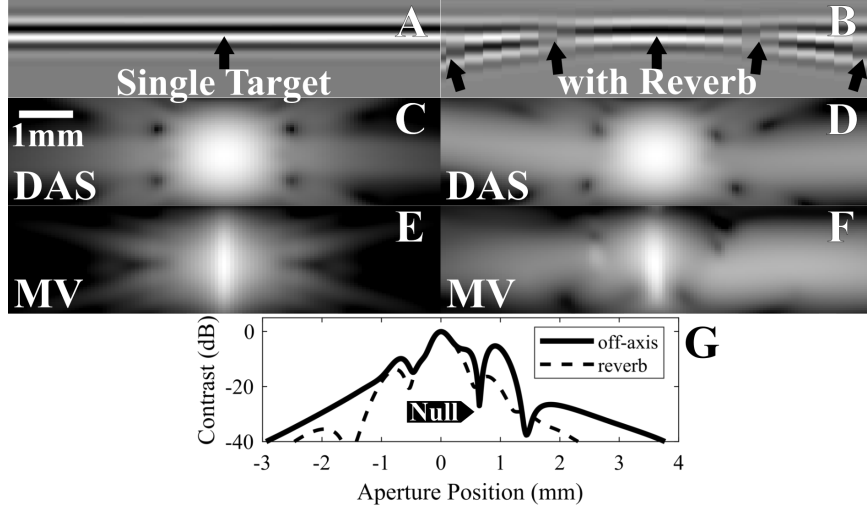 A
B
Single Target
with Reverb
C
D
1mm
DAS
E
F
MV
MV
G
0
-20
-40
Contrast (dB)
off-axis
reverb
Null
-3 -2 -1 0 1 2 3 4
Aperture Position (mm)